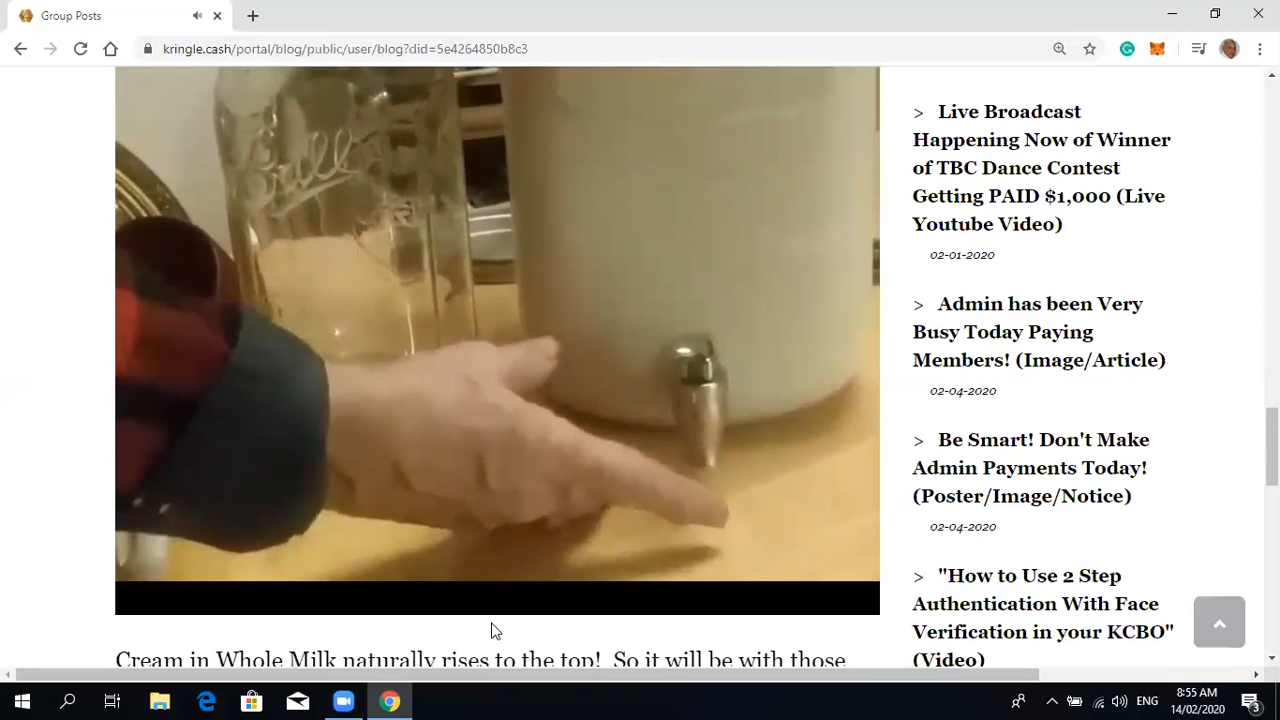 Group Posts
kringle.cash/portal/blog/public/user/blog?did=5e4264850b8c3
Ball
Cream in Whole Milk naturally rises to the top! So it will be with those
> Live Broadcast
Happening Now of Winner
of TBC Dance Contest
Getting PAID $1,000 (Live
Youtube Video)
02-01-2020
> Admin has been Very
Busy Today Paying
Members! (Image/Article)
02-04-2020
> Be Smart! Don't Make
Admin Payments Today!
(Poster/Image/Notice)
02-04-2020
> "How to Use 2 Step
Authentication With Face
Verification in your KCBO"
(Video)
ENG
8:55 AM
14/02/2020
3